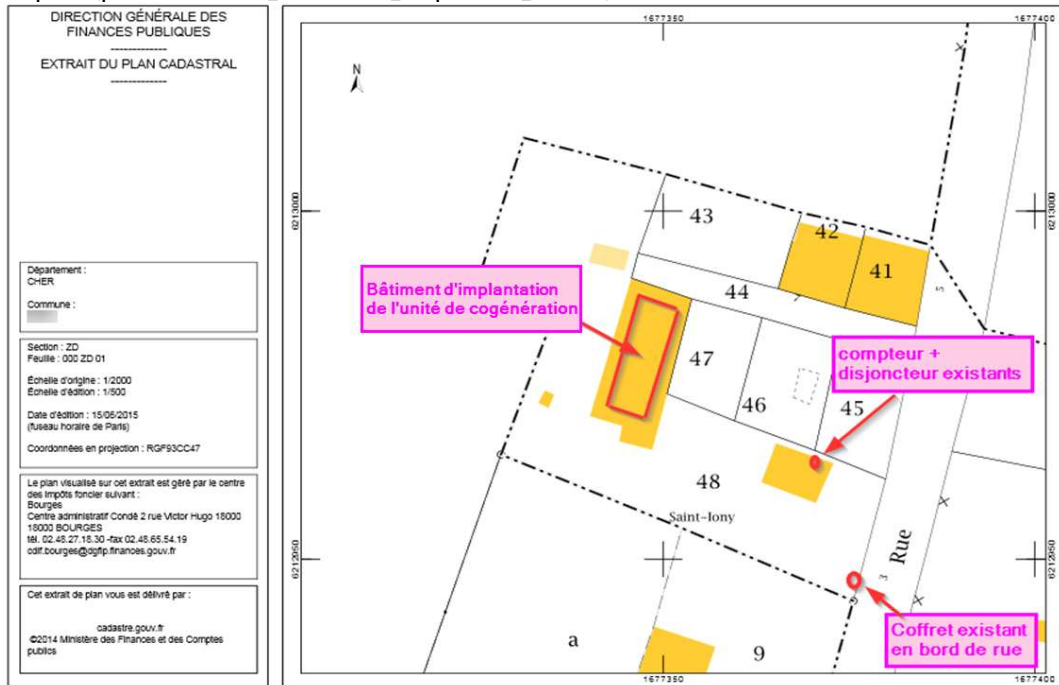 DIRECTION GÉNÉRALE DES
FINANCES PUBLIQUES
-------------
EXTRAIT DU PLAN CADASTRAL
-------------
Département :
CHER
Commune :
Section : ZD
Feuille : 000 ZD 01
Échelle d'origine : 1/2000
Échelle d'édition : 1/500
Date d'édition : 15/06/2015
(fuseau horaire de Paris)
Coordonnées en projection : RGF93CC47
Le plan visualisé sur cet extrait est géré par le centre
des impôts foncier suivant :
Bourges
Centre administratif Condé 2 rue Victor Hugo 18000
18000 BOURGES
tél. 02.48.27.18.30 -fax 02.48.65.54.19
cdif.bourges@dgfip.finances.gouv.fr
Cet extrait de plan vous est délivré par :
cadastre.gouv.fr
©2014 Ministère des Finances et des Comptes
publics
1677350
1677400
N
6213000
6213000
43
42
41
44
5
Bâtiment d'implantation
de l'unité de cogénération
47
46
45
compteur +
disjoncteur existants
48
Saint-Iony
Rue
3
6212950
6212950
Coffret existant
en bord de rue
a
9
1677350
1677400